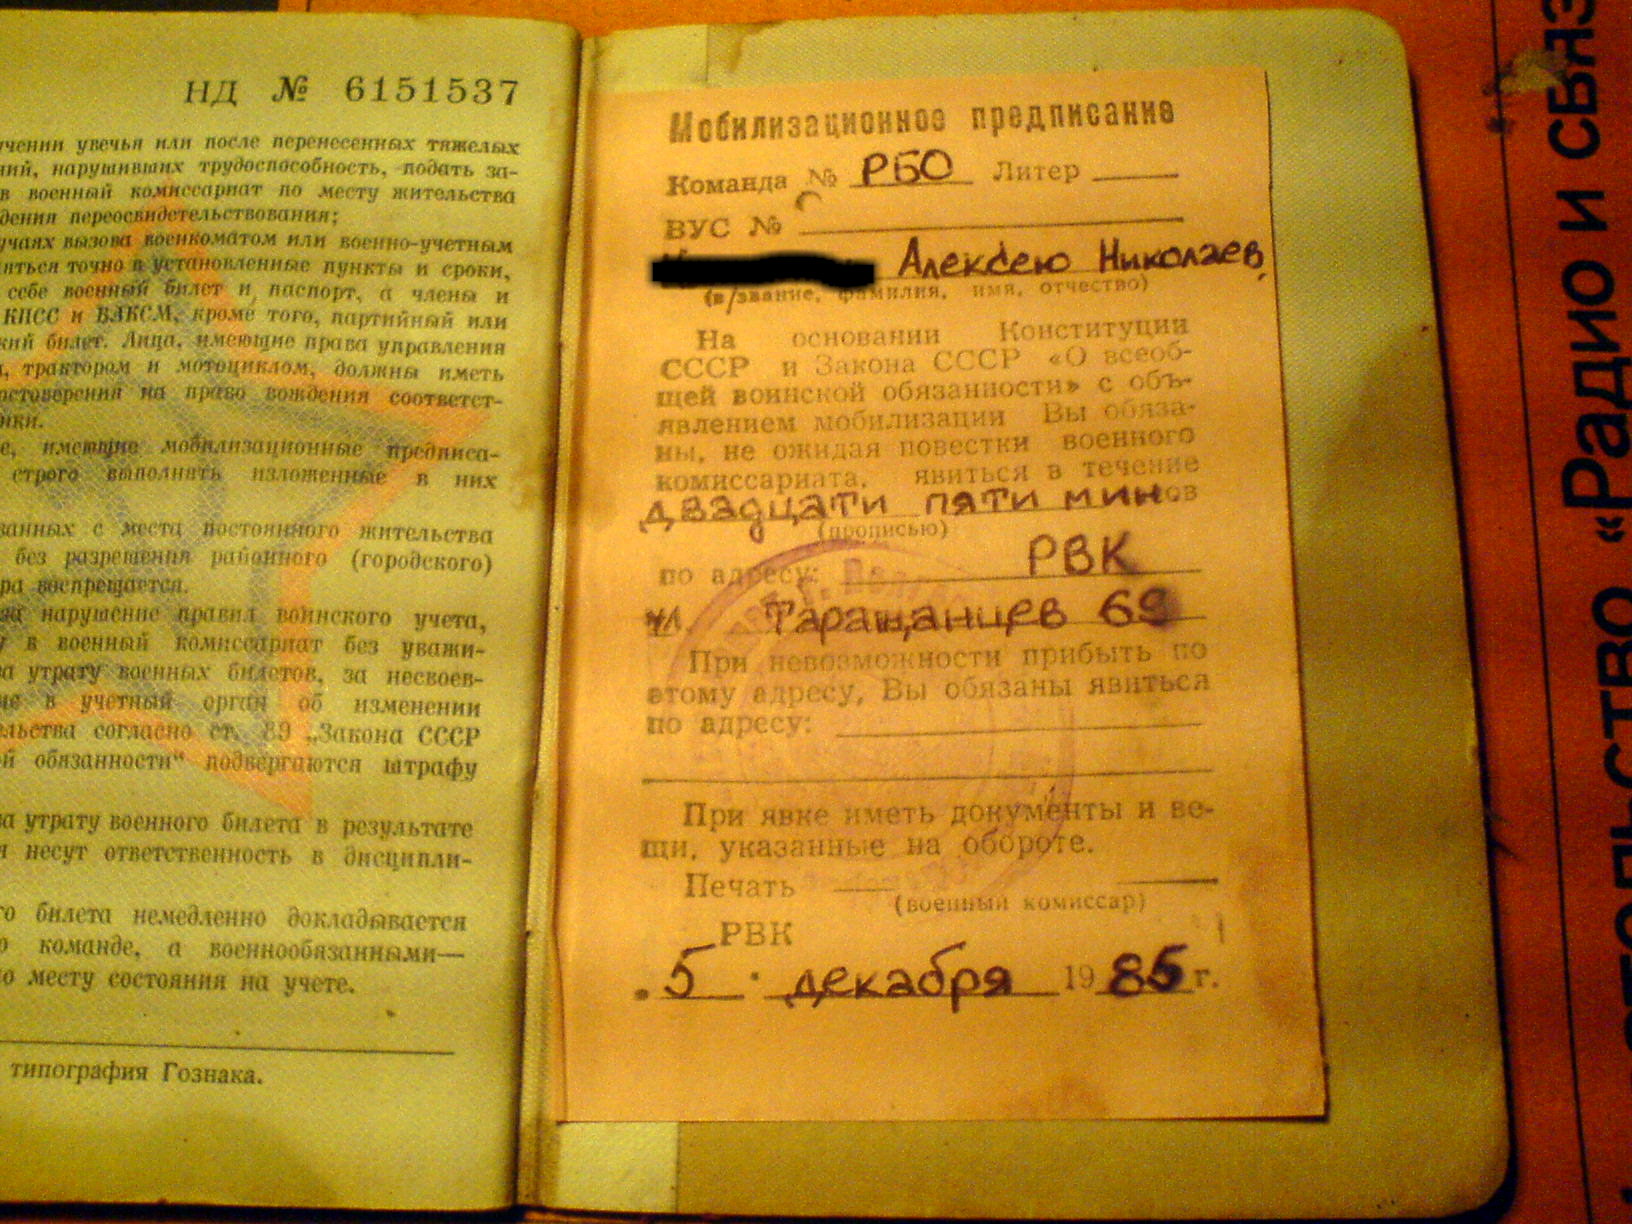 НД № 6151537
чении увечья или после перенесенных тяжелых
ний, нарушивших трудоспособность, подать за-
в военный комиссариат по месту жительства
дения переосвидетельствования;
учаях вызова военкоматом или военно-учетным
яться точно в установленные пункты и сроки,
себе военный билет и паспорт, а члены и
КПСС и ВЛКСМ, кроме того, партийный или
кий билет. Лица, имеющие права управления
, трактором и мотоциклом, должны иметь
достоверения на право вождения соответст-
ики.
е, имеющие мобилизационные предписа-
строго выполнять изложенные в них
ванных с места постоянного жительства
без разрешения районного (городского)
ра воспрещается.
за нарушение правил воинского учета,
у в военный комиссариат без уважи-
за утрату военных билетов, за несвоев-
ие в учетный орган об изменении
льства согласно ст. 89 „Закона СССР
й обязанности“ подвергаются штрафу
за утрату военного билета в результате
я несут ответственность в дисципли-
го билета немедленно докладывается
о команде, а военнообязанными—
о месту состояния на учете.
типография Гознака.
Мобилизационное предписание
Команда № РБО Литер
ВУС №
Алексею Николаев.
(в/звание, фамилия, имя, отчество)
На основании Конституции
СССР и Закона СССР «О всеоб-
щей воинской обязанности» с объ-
явлением мобилизации Вы обяза-
ны, не ожидая повестки военного
комиссариата, явиться в течение
двадцати пяти мин ов
(прописью)
по адресу: РВК
ул. Таращанцев 69
При невозможности прибыть по
этому адресу, Вы обязаны явиться
по адресу:
При явке иметь документы и ве-
щи, указанные на обороте.
Печать
(военный комиссар)
РВК
5 декабря 1985 г.
ЛЬСТВО «Радио и связ